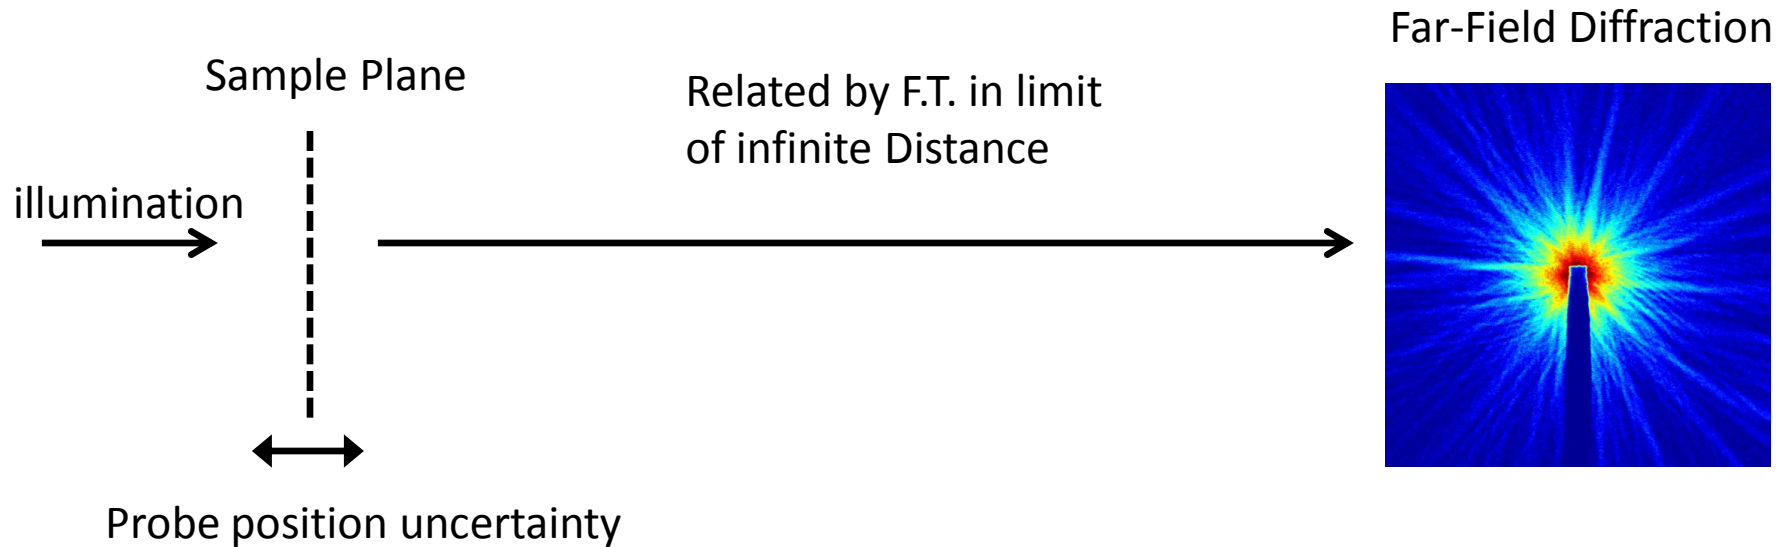 Far-Field Diffraction
Sample Plane
Related by F.T. in limit
of infinite Distance
illumination
Probe position uncertainty